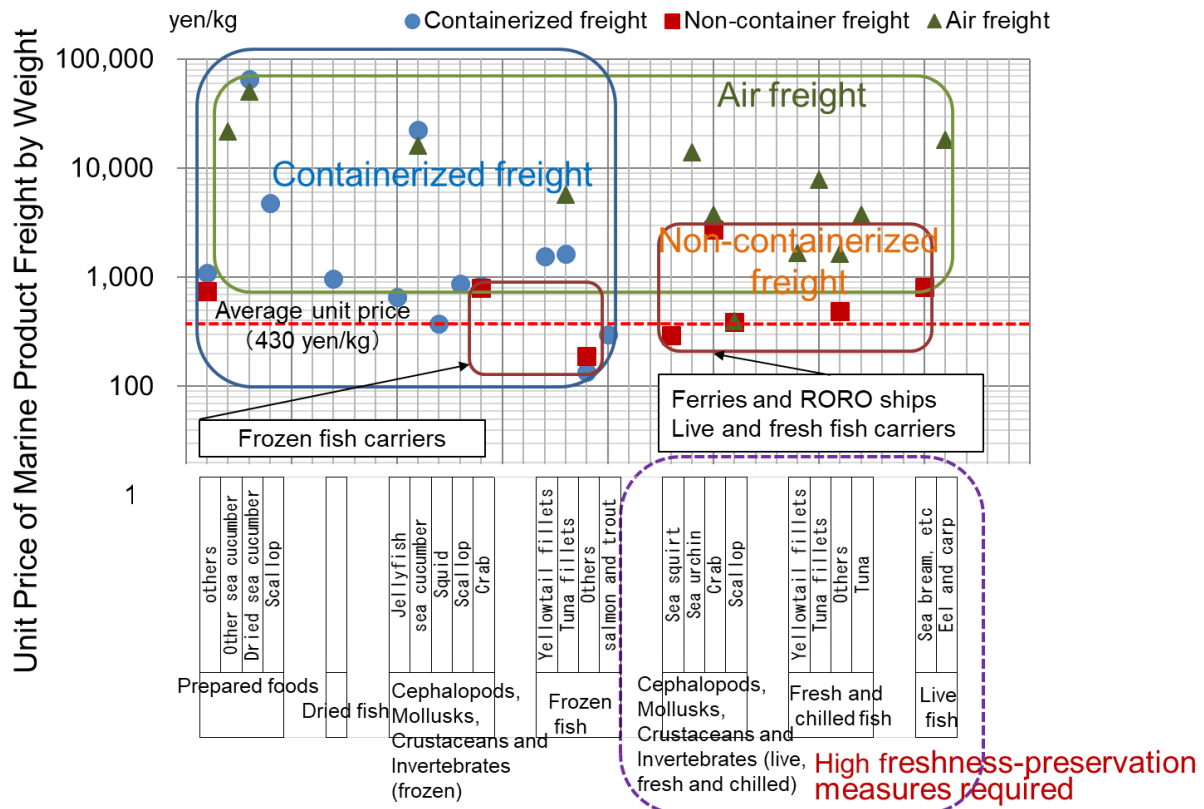 yen/kg
Containerized freight
Non-container freight
Air freight
Unit Price of Marine Product Freight by Weight
100,000
10,000
1,000
100
1
Air freight
Containerized freight
Non-containerized
freight
Average unit price
（430 yen/kg）
Frozen fish carriers
Ferries and RORO ships
Live and fresh fish carriers
others
Other sea cucumber
Dried sea cucumber
Scallop
Jellyfish
sea cucumber
Squid
Scallop
Crab
Yellowtail fillets
Tuna fillets
Others
salmon and trout
Sea squirt
Sea urchin
Crab
Scallop
Yellowtail fillets
Tuna fillets
Others
Tuna
Sea bream, etc
Eel and carp
Prepared foods
Dried fish
Cephalopods,
Mollusks,
Crustaceans and
Invertebrates
(frozen)
Frozen
fish
Cephalopods,
Mollusks,
Crustaceans and
Invertebrates (live,
fresh and chilled)
Fresh and
chilled fish
Live
fish
High freshness-preservation
measures required